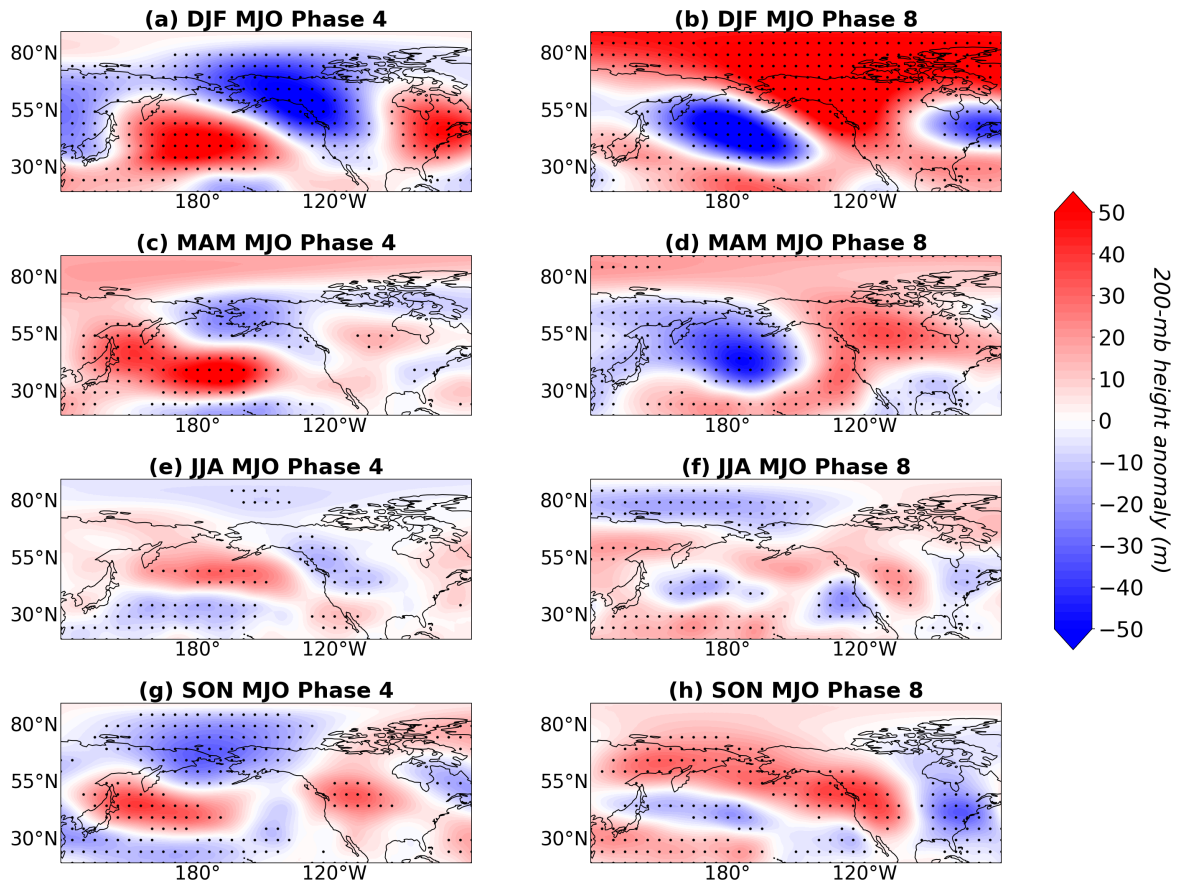 (a) DJF MJO Phase 4
80°N
55°N
30°N
180°
120°W
(b) DJF MJO Phase 8
80°N
55°N
30°N
180°
120°W
(c) MAM MJO Phase 4
80°N
55°N
30°N
180°
120°W
(d) MAM MJO Phase 8
80°N
55°N
30°N
180°
120°W
(e) JJA MJO Phase 4
80°N
55°N
30°N
180°
120°W
(f) JJA MJO Phase 8
80°N
55°N
30°N
180°
120°W
(g) SON MJO Phase 4
80°N
55°N
30°N
180°
120°W
(h) SON MJO Phase 8
80°N
55°N
30°N
180°
120°W
50
40
30
20
10
0
−10
−20
−30
−40
−50
200-mb height anomaly (m)